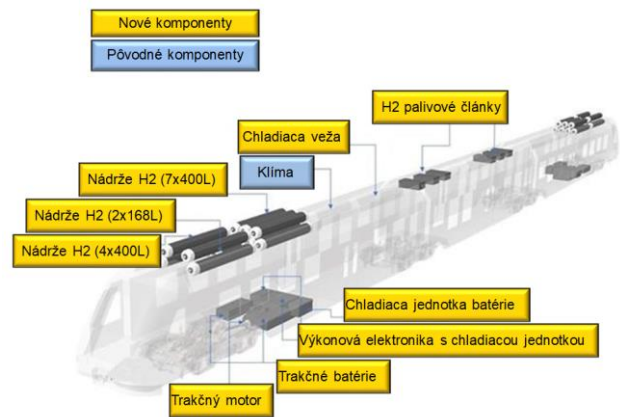 Nové komponenty
Pôvodné komponenty
H2 palivové články
Chladiaca veža
Klíma
Nádrže H2 (7x400L)
Nádrže H2 (2x168L)
Nádrže H2 (4x400L)
Chladiaca jednotka batérie
Výkonová elektronika s chladiacou jednotkou
Trakčné batérie
Trakčný motor